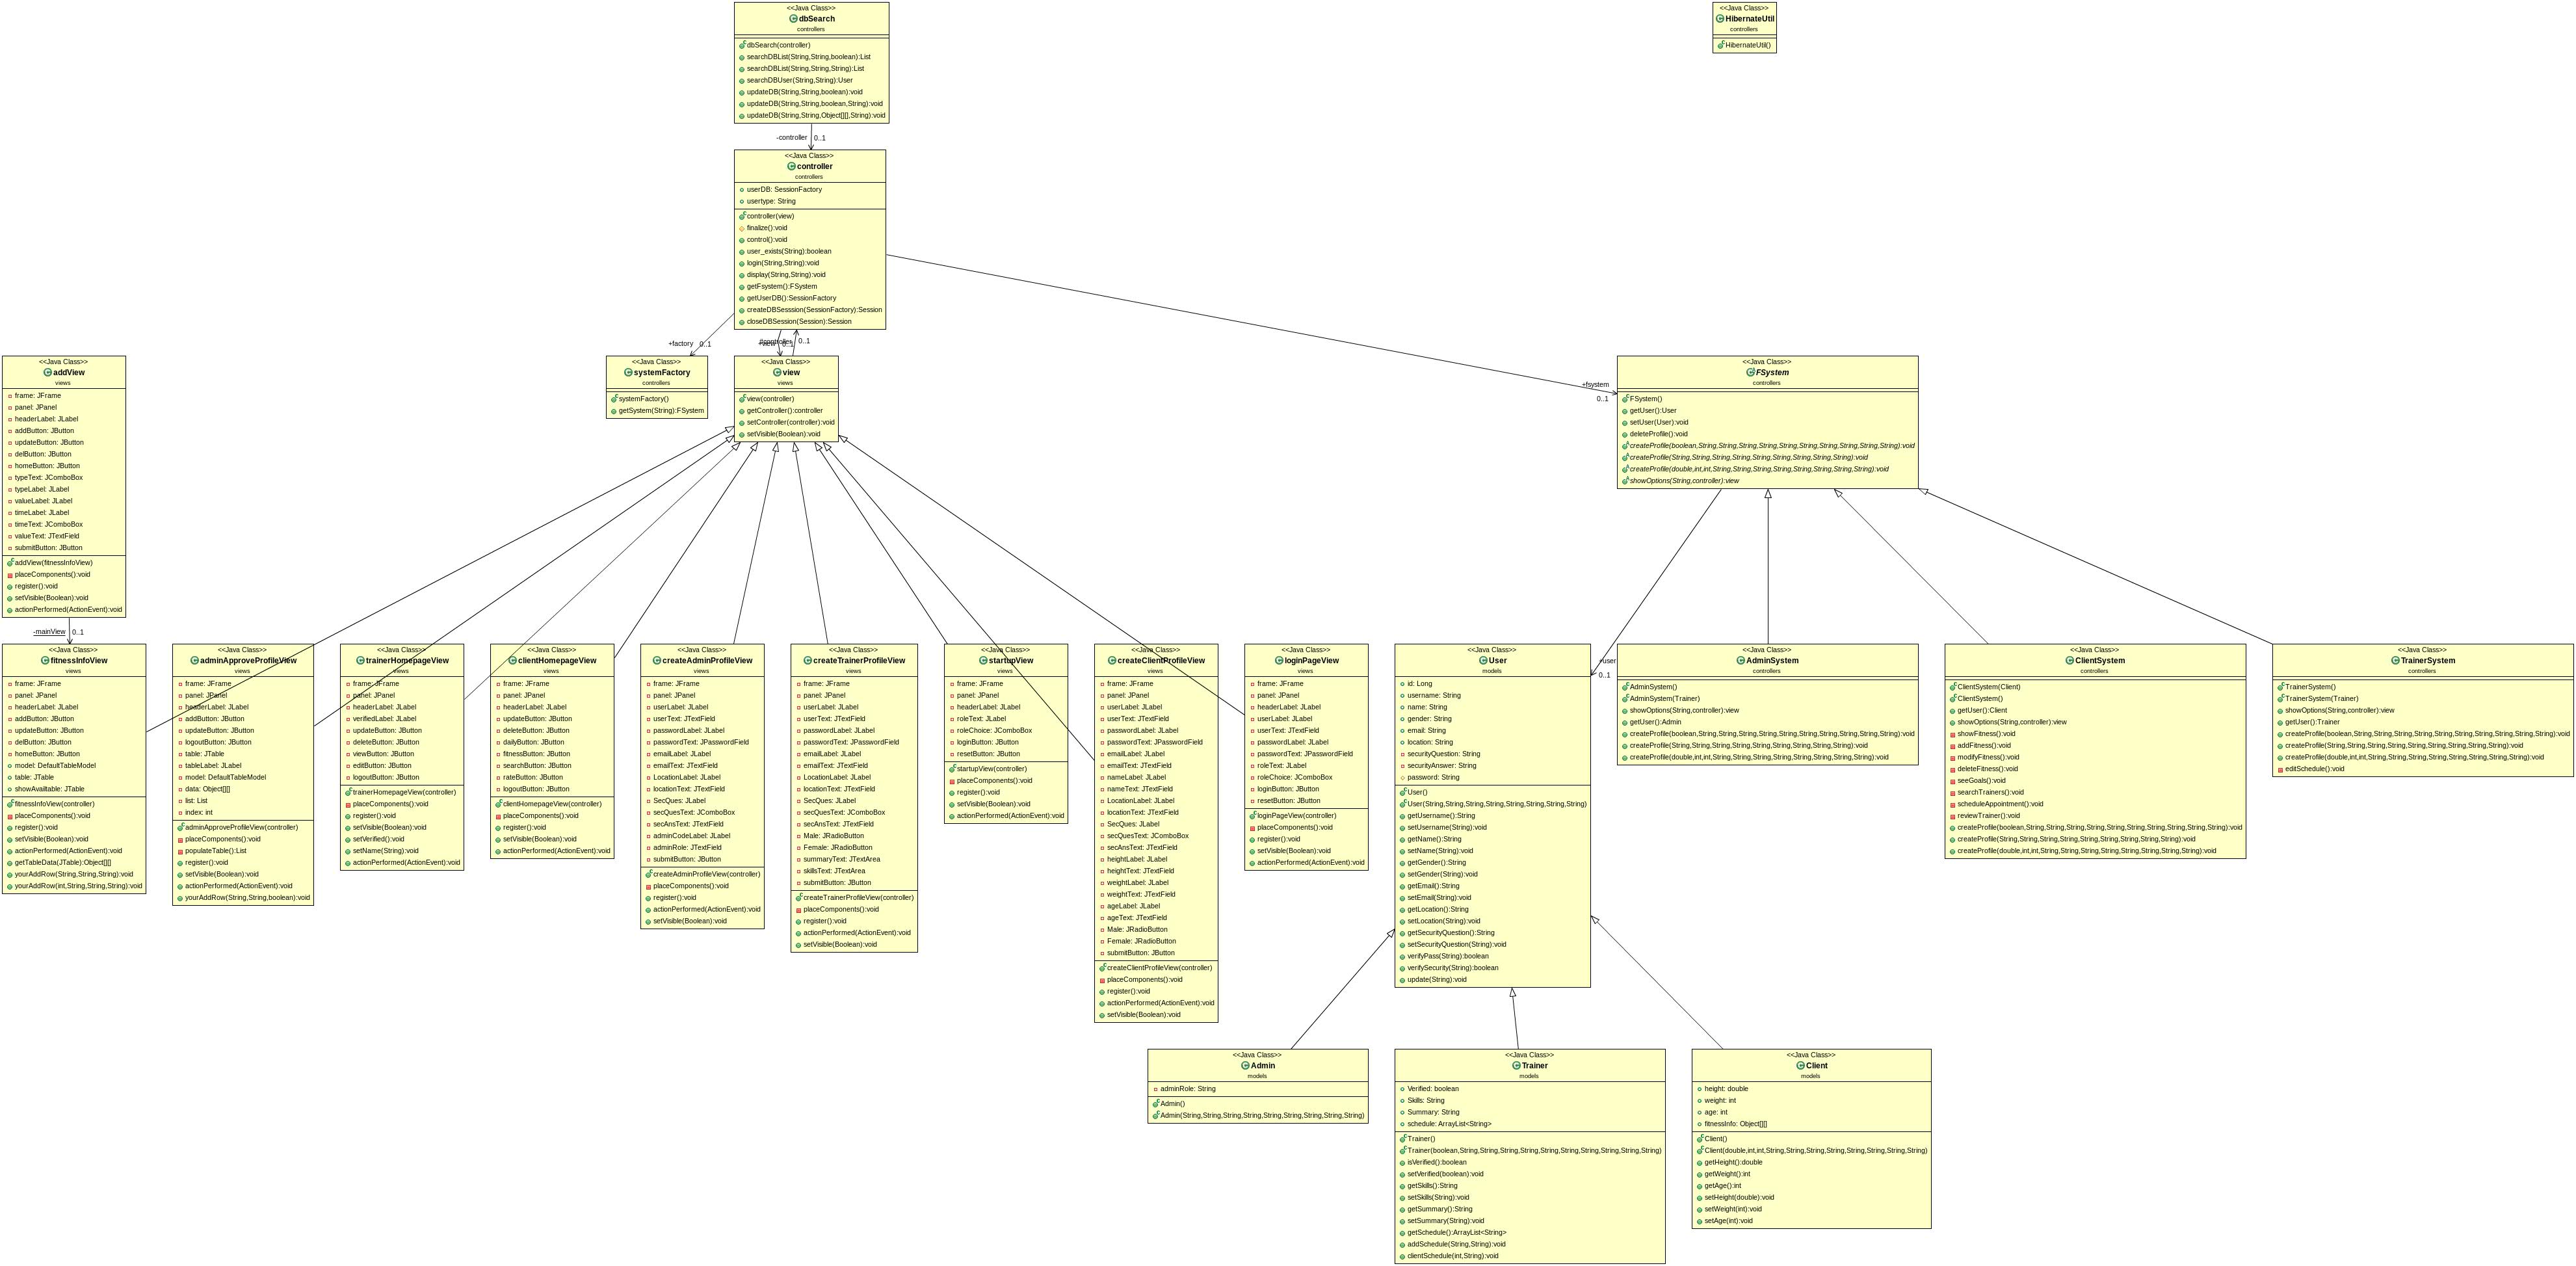 <<Java Class>>
dbSearch
controllers
dbSearch(controller)
searchDBList(String,String,boolean):List
searchDBList(String,String,String):List
searchDBUser(String,String):User
updateDB(String,String,boolean):void
updateDB(String,String,boolean,String):void
updateDB(String,String,Object[][],String):void
<<Java Class>>
HibernateUtil
controllers
HibernateUtil()
-controller 0..1
<<Java Class>>
controller
controllers
userDB: SessionFactory
usertype: String
controller(view)
finalize():void
control():void
user_exists(String):boolean
login(String,String):void
display(String,String):void
getFsystem():FSystem
getUserDB():SessionFactory
createDBSesssion(SessionFactory):Session
closeDBSession(Session):Session
+factory 0..1
0..1
0..1
+fsystem
0..1
<<Java Class>>
addView
views
frame: JFrame
panel: JPanel
headerLabel: JLabel
addButton: JButton
updateButton: JButton
delButton: JButton
homeButton: JButton
typeText: JComboBox
typeLabel: JLabel
valueLabel: JLabel
timeLabel: JLabel
timeText: JComboBox
valueText: JTextField
submitButton: JButton
addView(fitnessInfoView)
placeComponents():void
register():void
setVisible(Boolean):void
actionPerformed(ActionEvent):void
-mainView 0..1
<<Java Class>>
systemFactory
controllers
systemFactory()
getSystem(String):FSystem
<<Java Class>>
view
views
view(controller)
getController():controller
setController(controller):void
setVisible(Boolean):void
<<Java Class>>
FSystem
controllers
FSystem()
getUser():User
setUser(User):void
deleteProfile():void
createProfile(boolean,String,String,String,String,String,String,String,String,String,String):void
createProfile(String,String,String,String,String,String,String,String,String):void
createProfile(double,int,int,String,String,String,String,String,String,String,String):void
showOptions(String,controller):view
<<Java Class>>
fitnessInfoView
views
frame: JFrame
panel: JPanel
headerLabel: JLabel
addButton: JButton
updateButton: JButton
delButton: JButton
homeButton: JButton
model: DefaultTableModel
table: JTable
showAvailtable: JTable
fitnessInfoView(controller)
placeComponents():void
register():void
setVisible(Boolean):void
actionPerformed(ActionEvent):void
getTableData(JTable):Object[][]
yourAddRow(String,String,String):void
yourAddRow(int,String,String,String):void
<<Java Class>>
adminApproveProfileView
views
frame: JFrame
panel: JPanel
headerLabel: JLabel
addButton: JButton
updateButton: JButton
logoutButton: JButton
table: JTable
tableLabel: JLabel
model: DefaultTableModel
data: Object[][]
list: List
index: int
adminApproveProfileView(controller)
placeComponents():void
populateTable():List
register():void
setVisible(Boolean):void
actionPerformed(ActionEvent):void
yourAddRow(String,String,boolean):void
<<Java Class>>
trainerHomepageView
views
frame: JFrame
panel: JPanel
headerLabel: JLabel
verifiedLabel: JLabel
updateButton: JButton
deleteButton: JButton
viewButton: JButton
editButton: JButton
logoutButton: JButton
trainerHomepageView(controller)
placeComponents():void
register():void
setVisible(Boolean):void
setVerified():void
setName(String):void
actionPerformed(ActionEvent):void
<<Java Class>>
clientHomepageView
views
frame: JFrame
panel: JPanel
headerLabel: JLabel
updateButton: JButton
deleteButton: JButton
dailyButton: JButton
fitnessButton: JButton
searchButton: JButton
rateButton: JButton
logoutButton: JButton
clientHomepageView(controller)
placeComponents():void
register():void
setVisible(Boolean):void
actionPerformed(ActionEvent):void
<<Java Class>>
createAdminProfileView
views
frame: JFrame
panel: JPanel
userLabel: JLabel
userText: JTextField
passwordLabel: JLabel
passwordText: JPasswordField
emailLabel: JLabel
emailText: JTextField
LocationLabel: JLabel
locationText: JTextField
SecQues: JLabel
secQuesText: JComboBox
secAnsText: JTextField
adminCodeLabel: JLabel
adminRole: JTextField
submitButton: JButton
createAdminProfileView(controller)
placeComponents():void
register():void
actionPerformed(ActionEvent):void
setVisible(Boolean):void
<<Java Class>>
createTrainerProfileView
views
frame: JFrame
panel: JPanel
userLabel: JLabel
userText: JTextField
passwordLabel: JLabel
passwordText: JPasswordField
emailLabel: JLabel
emailText: JTextField
LocationLabel: JLabel
locationText: JTextField
SecQues: JLabel
secQuesText: JComboBox
secAnsText: JTextField
Male: JRadioButton
Female: JRadioButton
summaryText: JTextArea
skillsText: JTextArea
submitButton: JButton
createTrainerProfileView(controller)
placeComponents():void
register():void
actionPerformed(ActionEvent):void
setVisible(Boolean):void
<<Java Class>>
startupView
views
frame: JFrame
panel: JPanel
headerLabel: JLabel
roleText: JLabel
roleChoice: JComboBox
loginButton: JButton
resetButton: JButton
startupView(controller)
placeComponents():void
register():void
setVisible(Boolean):void
actionPerformed(ActionEvent):void
<<Java Class>>
createClientProfileView
views
frame: JFrame
panel: JPanel
userLabel: JLabel
userText: JTextField
passwordLabel: JLabel
passwordText: JPasswordField
emailLabel: JLabel
emailText: JTextField
nameLabel: JLabel
nameText: JTextField
LocationLabel: JLabel
locationText: JTextField
SecQues: JLabel
secQuesText: JComboBox
secAnsText: JTextField
heightLabel: JLabel
heightText: JTextField
weightLabel: JLabel
weightText: JTextField
ageLabel: JLabel
ageText: JTextField
Male: JRadioButton
Female: JRadioButton
submitButton: JButton
createClientProfileView(controller)
placeComponents():void
register():void
actionPerformed(ActionEvent):void
setVisible(Boolean):void
<<Java Class>>
loginPageView
views
frame: JFrame
panel: JPanel
headerLabel: JLabel
userLabel: JLabel
userText: JTextField
passwordLabel: JLabel
passwordText: JPasswordField
roleText: JLabel
roleChoice: JComboBox
loginButton: JButton
resetButton: JButton
loginPageView(controller)
placeComponents():void
register():void
setVisible(Boolean):void
actionPerformed(ActionEvent):void
<<Java Class>>
User
models
id: Long
username: String
name: String
gender: String
email: String
location: String
securityQuestion: String
securityAnswer: String
password: String
User()
User(String,String,String,String,String,String,String,String)
getUsername():String
setUsername(String):void
getName():String
setName(String):void
getGender():String
setGender(String):void
getEmail():String
setEmail(String):void
getLocation():String
setLocation(String):void
getSecurityQuestion():String
setSecurityQuestion(String):void
verifyPass(String):boolean
verifySecurity(String):boolean
update(String):void
+user
0..1
<<Java Class>>
AdminSystem
controllers
AdminSystem()
AdminSystem(Trainer)
showOptions(String,controller):view
getUser():Admin
createProfile(boolean,String,String,String,String,String,String,String,String,String,String):void
createProfile(String,String,String,String,String,String,String,String,String):void
createProfile(double,int,int,String,String,String,String,String,String,String,String):void
<<Java Class>>
ClientSystem
controllers
ClientSystem(Client)
ClientSystem()
getUser():Client
showOptions(String,controller):view
showFitness():void
addFitness():void
modifyFitness():void
deleteFitness():void
seeGoals():void
searchTrainers():void
scheduleAppointment():void
reviewTrainer():void
createProfile(boolean,String,String,String,String,String,String,String,String,String,String):void
createProfile(String,String,String,String,String,String,String,String,String):void
createProfile(double,int,int,String,String,String,String,String,String,String,String):void
<<Java Class>>
TrainerSystem
controllers
TrainerSystem()
TrainerSystem(Trainer)
showOptions(String,controller):view
getUser():Trainer
createProfile(boolean,String,String,String,String,String,String,String,String,String,String):void
createProfile(String,String,String,String,String,String,String,String,String):void
createProfile(double,int,int,String,String,String,String,String,String,String,String):void
editSchedule():void
<<Java Class>>
Admin
models
adminRole: String
Admin()
Admin(String,String,String,String,String,String,String,String,String)
<<Java Class>>
Trainer
models
Verified: boolean
Skills: String
Summary: String
schedule: ArrayList<String>
Trainer()
Trainer(boolean,String,String,String,String,String,String,String,String,String,String)
isVerified():boolean
setVerified(boolean):void
getSkills():String
setSkills(String):void
getSummary():String
setSummary(String):void
getSchedule():ArrayList<String>
addSchedule(String,String):void
clientSchedule(int,String):void
<<Java Class>>
Client
models
height: double
weight: int
age: int
fitnessInfo: Object[][]
Client()
Client(double,int,int,String,String,String,String,String,String,String,String)
getHeight():double
getWeight():int
getAge():int
setHeight(double):void
setWeight(int):void
setAge(int):void